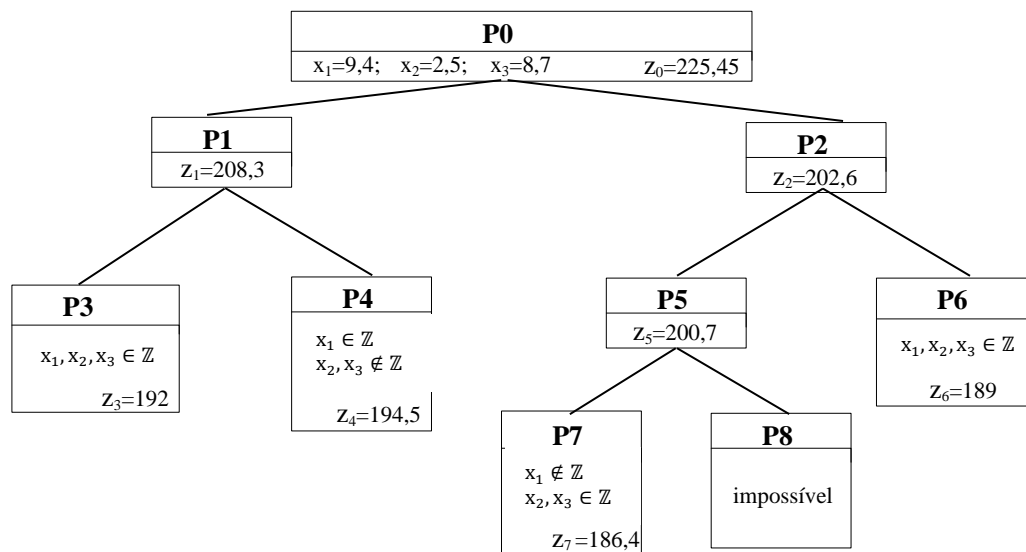 P0
x₁=9,4; x₂=2,5; x₃=8,7 z₀=225,45
P1
z₁=208,3
P2
z₂=202,6
P3
x₁, x₂, x₃ ∈ ℤ
z₃=192
P4
x₁ ∈ ℤ
x₂, x₃ ∉ ℤ
z₄=194,5
P5
z₅=200,7
P6
x₁, x₂, x₃ ∈ ℤ
z₆=189
P7
x₁ ∉ ℤ
x₂, x₃ ∈ ℤ
z₇=186,4
P8
impossível